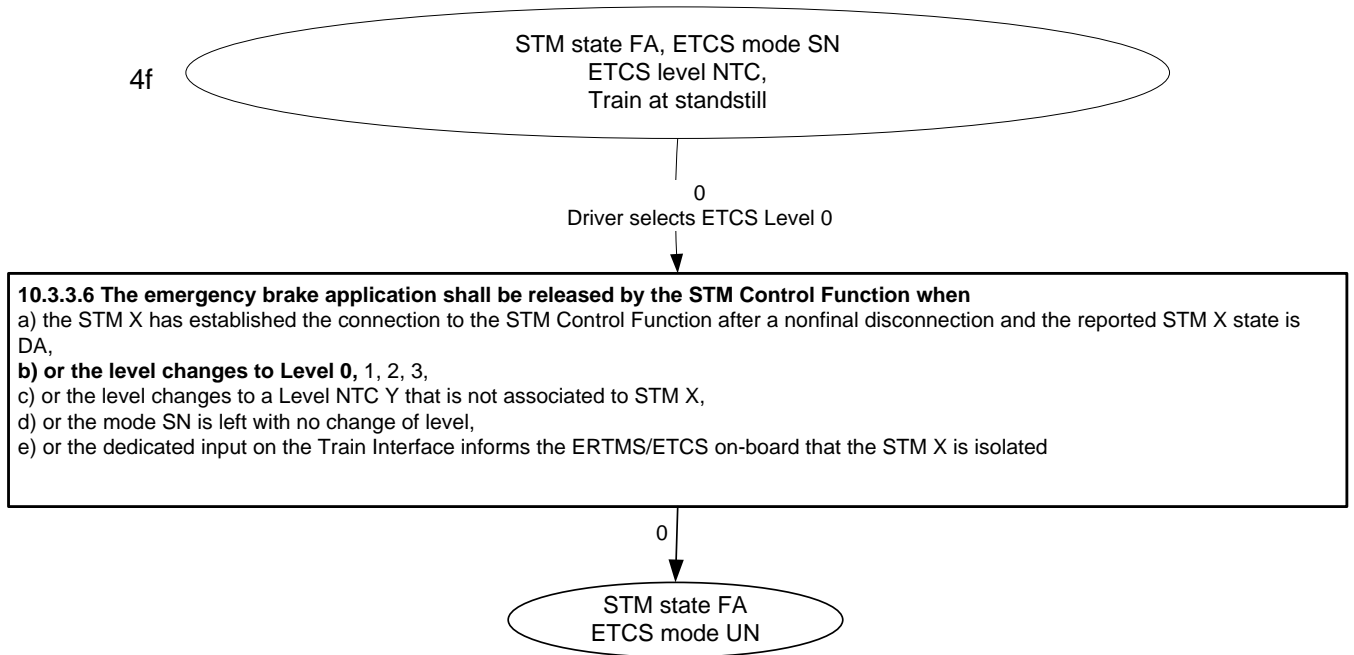 STM state FA, ETCS mode SN
ETCS level NTC,
Train at standstill
4f
0
Driver selects ETCS Level 0
10.3.3.6 The emergency brake application shall be released by the STM Control Function when
a) the STM X has established the connection to the STM Control Function after a nonfinal disconnection and the reported STM X state is
DA,
b) or the level changes to Level 0, 1, 2, 3,
c) or the level changes to a Level NTC Y that is not associated to STM X,
d) or the mode SN is left with no change of level,
e) or the dedicated input on the Train Interface informs the ERTMS/ETCS on-board that the STM X is isolated
0
STM state FA
ETCS mode UN